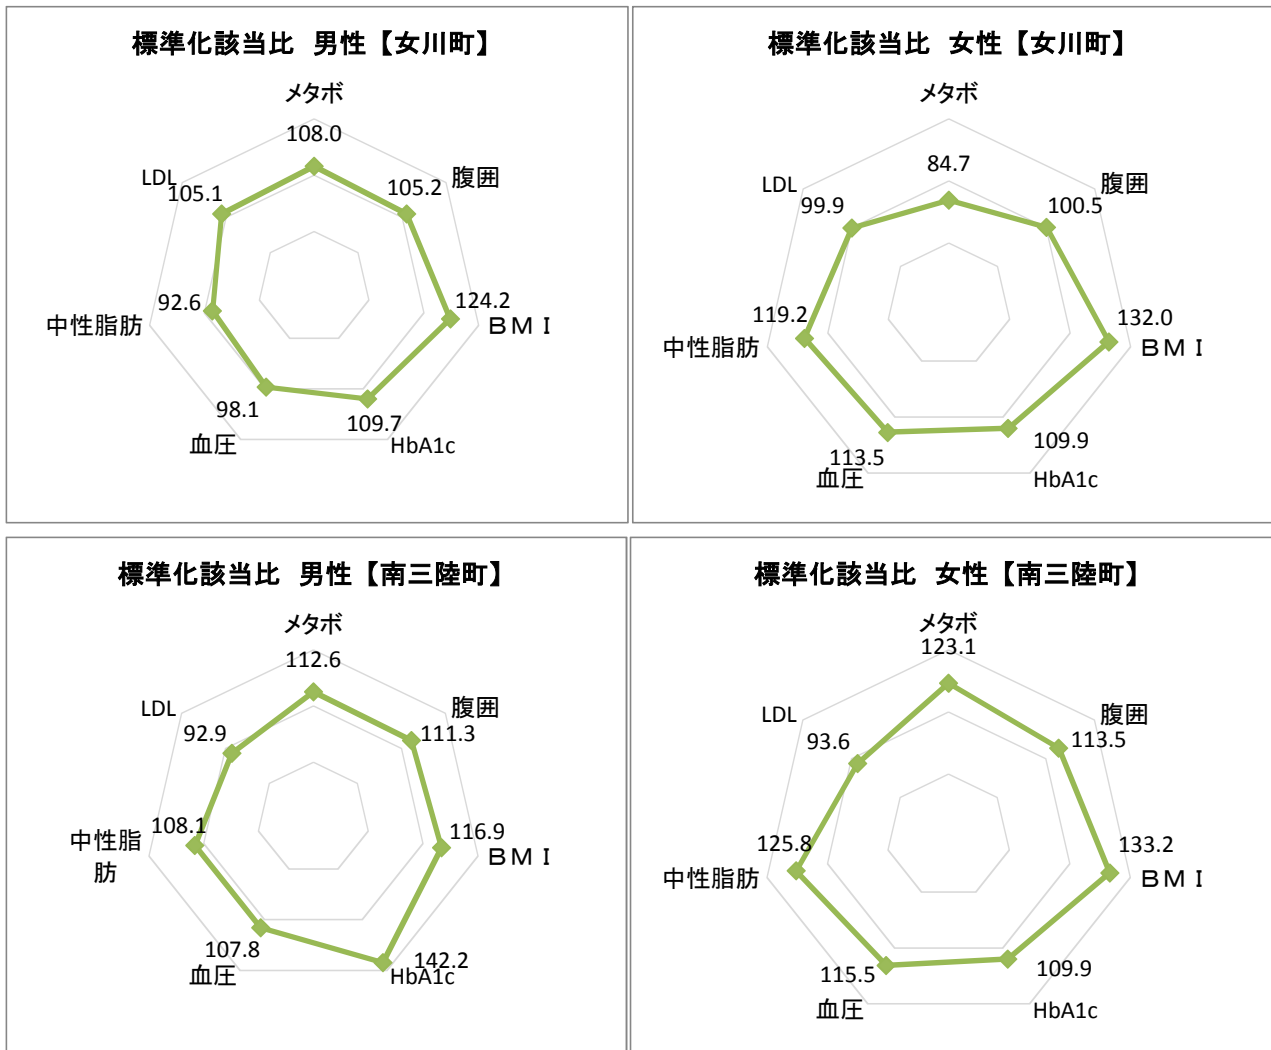 標準化該当比 男性【女川町】
メタボ
108.0
腹囲
105.2
124.2
ＢＭＩ
109.7
HbA1c
98.1
血圧
92.6
中性脂肪
LDL
105.1
標準化該当比 女性【女川町】
メタボ
84.7
腹囲
100.5
132.0
ＢＭＩ
109.9
HbA1c
113.5
血圧
119.2
中性脂肪
LDL
99.9
標準化該当比 男性【南三陸町】
メタボ
112.6
腹囲
111.3
116.9
ＢＭＩ
142.2
HbA1c
107.8
血圧
108.1
中性脂
肪
LDL
92.9
標準化該当比 女性【南三陸町】
メタボ
123.1
腹囲
113.5
133.2
ＢＭＩ
109.9
HbA1c
115.5
血圧
125.8
中性脂肪
LDL
93.6